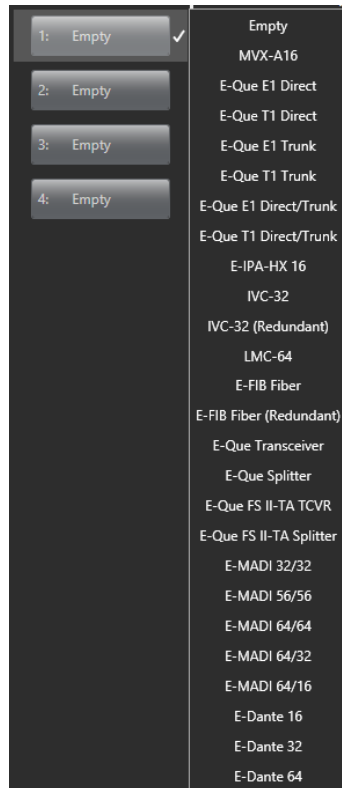 1: Empty
2: Empty
3: Empty
4: Empty
Empty
MVX-A16
E-Que E1 Direct
E-Que T1 Direct
E-Que E1 Trunk
E-Que T1 Trunk
E-Que E1 Direct/Trunk
E-Que T1 Direct/Trunk
E-IPA-HX 16
IVC-32
IVC-32 (Redundant)
LMC-64
E-FIB Fiber
E-FIB Fiber (Redundant)
E-Que Transceiver
E-Que Splitter
E-Que FS II-TA TCVR
E-Que FS II-TA Splitter
E-MADI 32/32
E-MADI 56/56
E-MADI 64/64
E-MADI 64/32
E-MADI 64/16
E-Dante 16
E-Dante 32
E-Dante 64